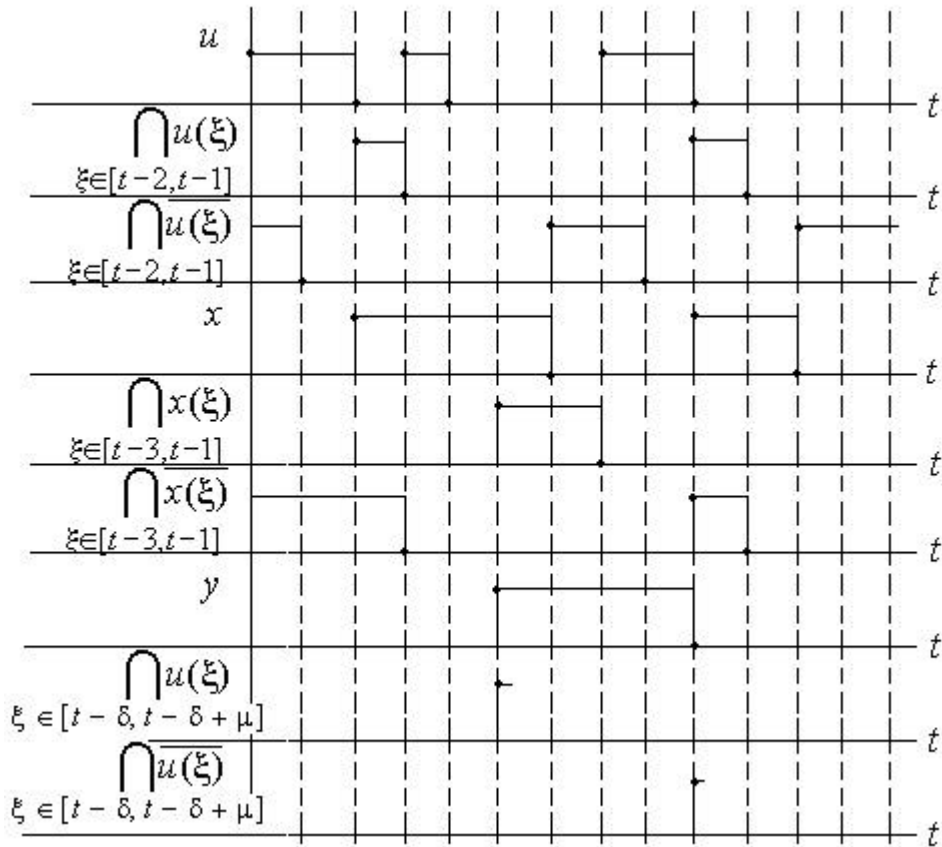 u
t
⋂u(ξ)
ξ∈[t−2,t−1]
t
⋂u̅(̅ξ̅)̅
ξ∈[t−2,t−1]
t
x
t
⋂x(ξ)
ξ∈[t−3,t−1]
t
⋂x̅(̅ξ̅)̅
ξ∈[t−3,t−1]
t
y
t
⋂u(ξ)
ξ ∈[t − δ, t − δ + μ]
t
⋂u̅(̅ξ̅)̅
ξ ∈[t − δ, t − δ + μ]
t